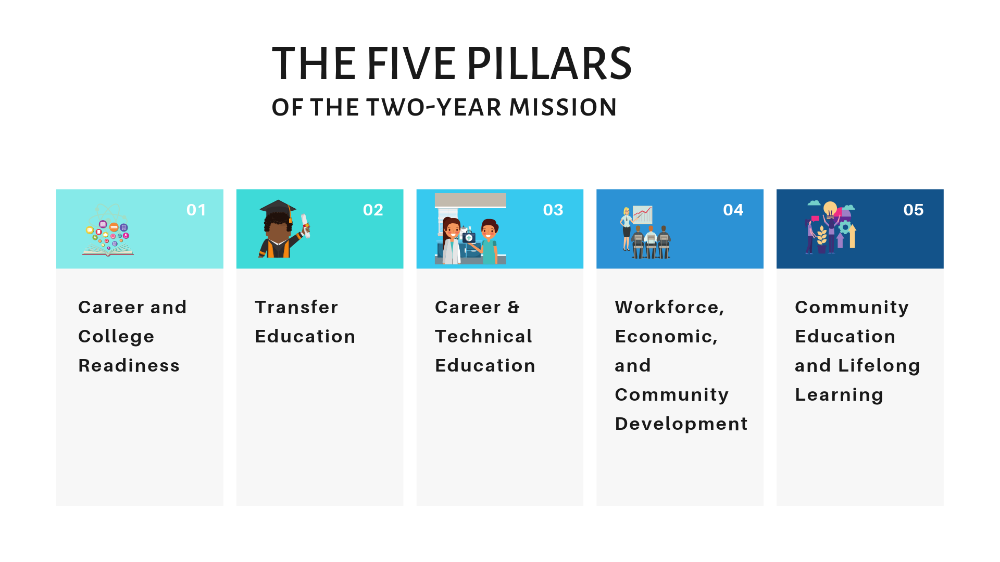 THE FIVE PILLARS
OF THE TWO-YEAR MISSION
01
Career and
College
Readiness
02
Transfer
Education
03
Career &
Technical
Education
04
Workforce,
Economic,
and
Community
Development
05
Community
Education
and Lifelong
Learning